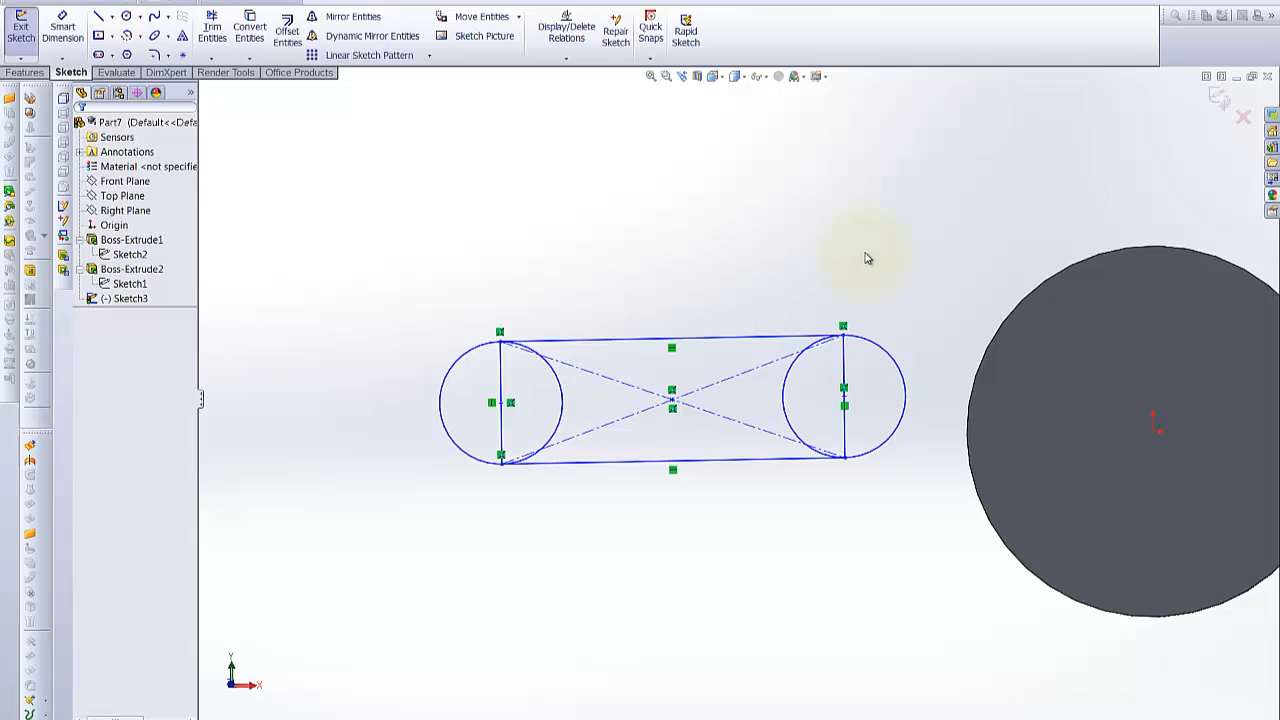 Exit
Sketch
Smart
Dimension
Trim
Entities
Convert
Entities
Offset
Entities
Mirror Entities
Dynamic Mirror Entities
Linear Sketch Pattern
Move Entities
Sketch Picture
Display/Delete
Relations
Repair
Sketch
Quick
Snaps
Rapid
Sketch
Features
Sketch
Evaluate
DimXpert
Render Tools
Office Products
Part7 (Default<<Defa
Sensors
Annotations
Material <not specifie
Front Plane
Top Plane
Right Plane
Origin
Boss-Extrude1
Sketch2
Boss-Extrude2
Sketch1
(-) Sketch3
Y
X